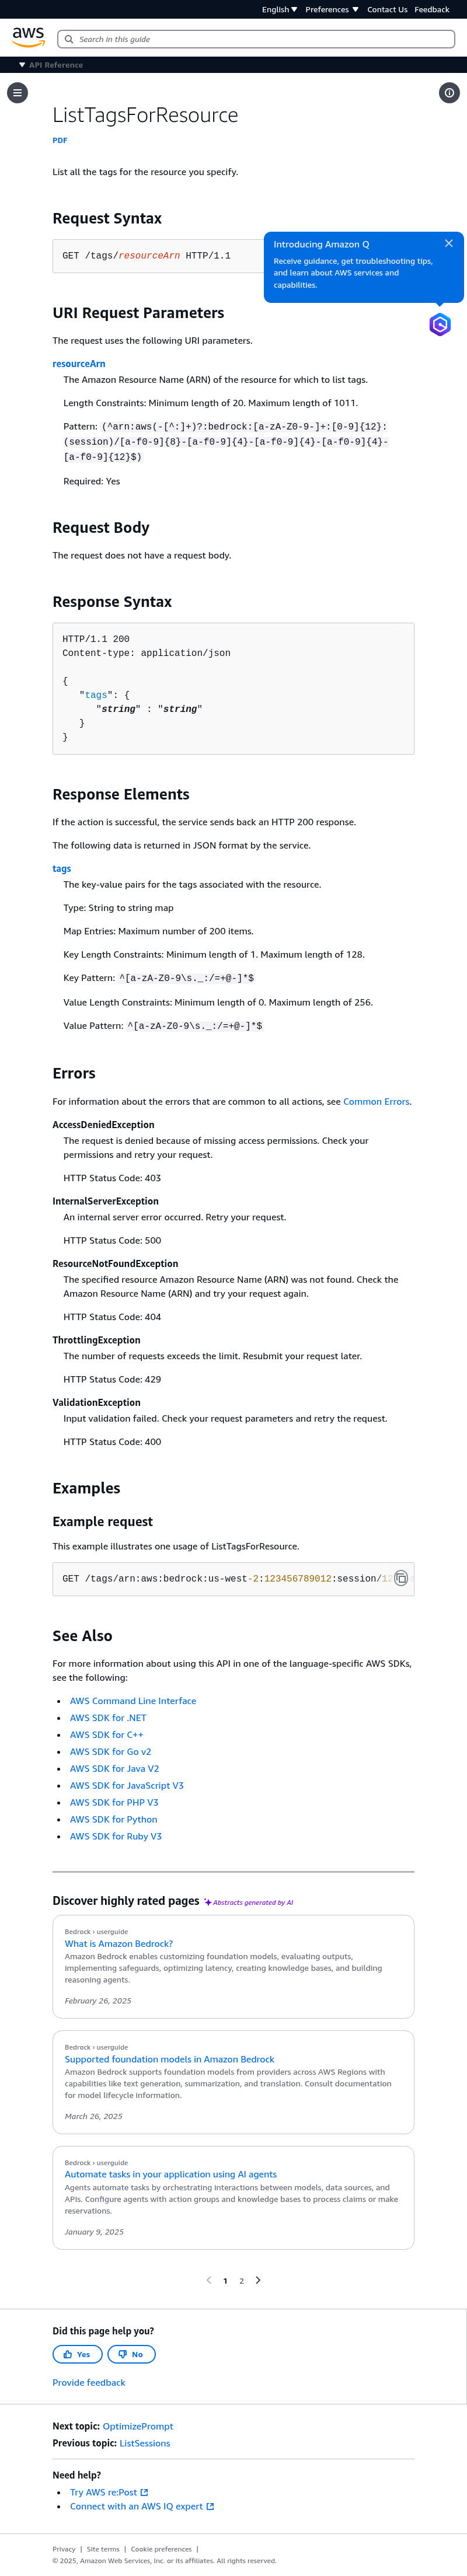 English Preferences Contact Us Feedback
aws
Search in this guide
API Reference
ListTagsForResource
PDF
List all the tags for the resource you specify.
Request Syntax
GET /tags/resourceArn HTTP/1.1
Introducing Amazon Q
Receive guidance, get troubleshooting tips,
and learn about AWS services and
capabilities.
URI Request Parameters
The request uses the following URI parameters.
resourceArn
The Amazon Resource Name (ARN) of the resource for which to list tags.
Length Constraints: Minimum length of 20. Maximum length of 1011.
Pattern: (^arn:aws(-[^:]+)?:bedrock:[a-zA-Z0-9-]+:[0-9]{12}:
(session)/[a-f0-9]{8}-[a-f0-9]{4}-[a-f0-9]{4}-[a-f0-9]{4}-
[a-f0-9]{12}$)
Required: Yes
Request Body
The request does not have a request body.
Response Syntax
HTTP/1.1 200
Content-type: application/json
{
"tags": {
"string" : "string"
}
}
Response Elements
If the action is successful, the service sends back an HTTP 200 response.
The following data is returned in JSON format by the service.
tags
The key-value pairs for the tags associated with the resource.
Type: String to string map
Map Entries: Maximum number of 200 items.
Key Length Constraints: Minimum length of 1. Maximum length of 128.
Key Pattern: ^[a-zA-Z0-9\s._:/=+@-]*$
Value Length Constraints: Minimum length of 0. Maximum length of 256.
Value Pattern: ^[a-zA-Z0-9\s._:/=+@-]*$
Errors
For information about the errors that are common to all actions, see Common Errors.
AccessDeniedException
The request is denied because of missing access permissions. Check your
permissions and retry your request.
HTTP Status Code: 403
InternalServerException
An internal server error occurred. Retry your request.
HTTP Status Code: 500
ResourceNotFoundException
The specified resource Amazon Resource Name (ARN) was not found. Check the
Amazon Resource Name (ARN) and try your request again.
HTTP Status Code: 404
ThrottlingException
The number of requests exceeds the limit. Resubmit your request later.
HTTP Status Code: 429
ValidationException
Input validation failed. Check your request parameters and retry the request.
HTTP Status Code: 400
Examples
Example request
This example illustrates one usage of ListTagsForResource.
GET /tags/arn:aws:bedrock:us-west-2:123456789012:session/
See Also
For more information about using this API in one of the language-specific AWS SDKs,
see the following:
AWS Command Line Interface
AWS SDK for .NET
AWS SDK for C++
AWS SDK for Go v2
AWS SDK for Java V2
AWS SDK for JavaScript V3
AWS SDK for PHP V3
AWS SDK for Python
AWS SDK for Ruby V3
Discover highly rated pages Abstracts generated by AI
Bedrock › userguide
What is Amazon Bedrock?
Amazon Bedrock enables customizing foundation models, evaluating outputs,
implementing safeguards, optimizing latency, creating knowledge bases, and building
reasoning agents.
February 26, 2025
Bedrock › userguide
Supported foundation models in Amazon Bedrock
Amazon Bedrock supports foundation models from providers across AWS Regions with
capabilities like text generation, summarization, and translation. Consult documentation
for model lifecycle information.
March 26, 2025
Bedrock › userguide
Automate tasks in your application using AI agents
Agents automate tasks by orchestrating interactions between models, data sources, and
APIs. Configure agents with action groups and knowledge bases to process claims or make
reservations.
January 9, 2025
1 2
Did this page help you?
Yes No
Provide feedback
Next topic: OptimizePrompt
Previous topic: ListSessions
Need help?
Try AWS re:Post
Connect with an AWS IQ expert
Privacy | Site terms | Cookie preferences |
© 2025, Amazon Web Services, Inc. or its affiliates. All rights reserved.